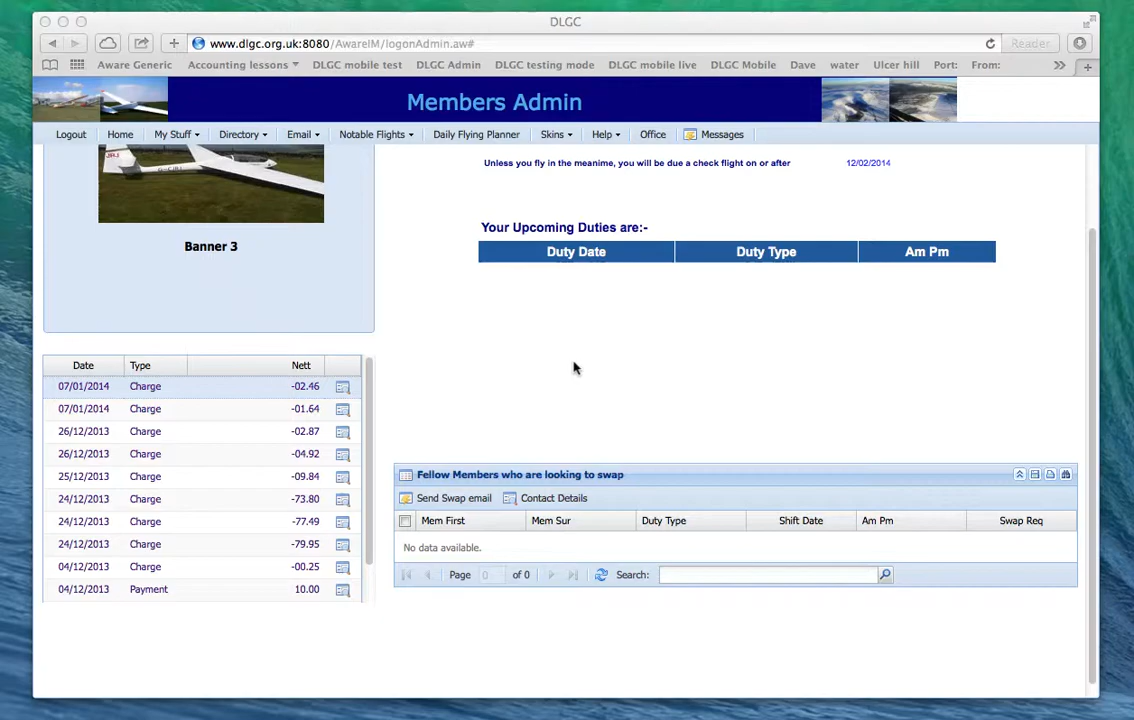 DLGC
www.dlgc.org.uk:8080/AwareIM/logonAdmin.aw#
Reader
Aware Generic Accounting lessons DLGC mobile test DLGC Admin DLGC testing mode DLGC mobile live DLGC Mobile Dave water Ulcer hill Port: From:
Members Admin
Logout Home My Stuff Directory Email Notable Flights Daily Flying Planner Skins Help Office Messages
Unless you fly in the meanime, you will be due a check flight on or after 12/02/2014
Your Upcoming Duties are:-
Banner 3
Duty Date Duty Type Am Pm
Date Type Nett
07/01/2014 Charge -02.46
07/01/2014 Charge -01.64
26/12/2013 Charge -02.87
26/12/2013 Charge -04.92
25/12/2013 Charge -09.84
24/12/2013 Charge -73.80
24/12/2013 Charge -77.49
24/12/2013 Charge -79.95
04/12/2013 Charge -00.25
04/12/2013 Payment 10.00
Fellow Members who are looking to swap
Send Swap email Contact Details
Mem First Mem Sur Duty Type Shift Date Am Pm Swap Req
No data available.
Page 0 of 0 Search: